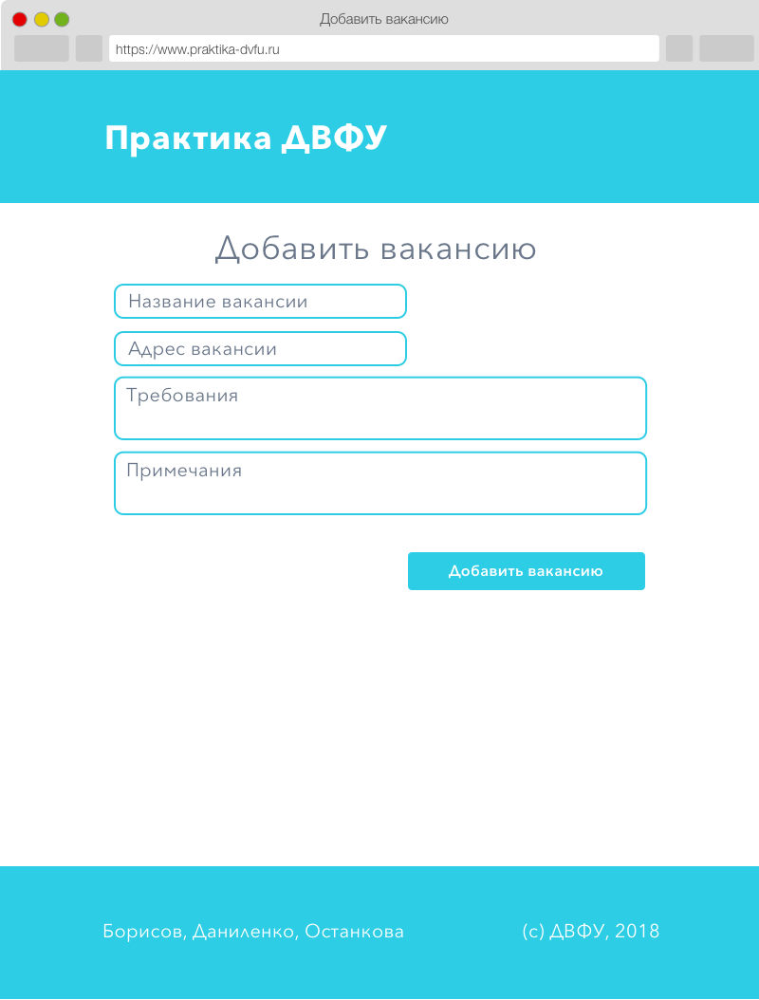 Добавить вакансию
https://www.praktika-dvfu.ru
Практика ДВФУ
Добавить вакансию
Название вакансии
Адрес вакансии
Требования
Примечания
Добавить вакансию
Борисов, Даниленко, Останкова
(с) ДВФУ, 2018